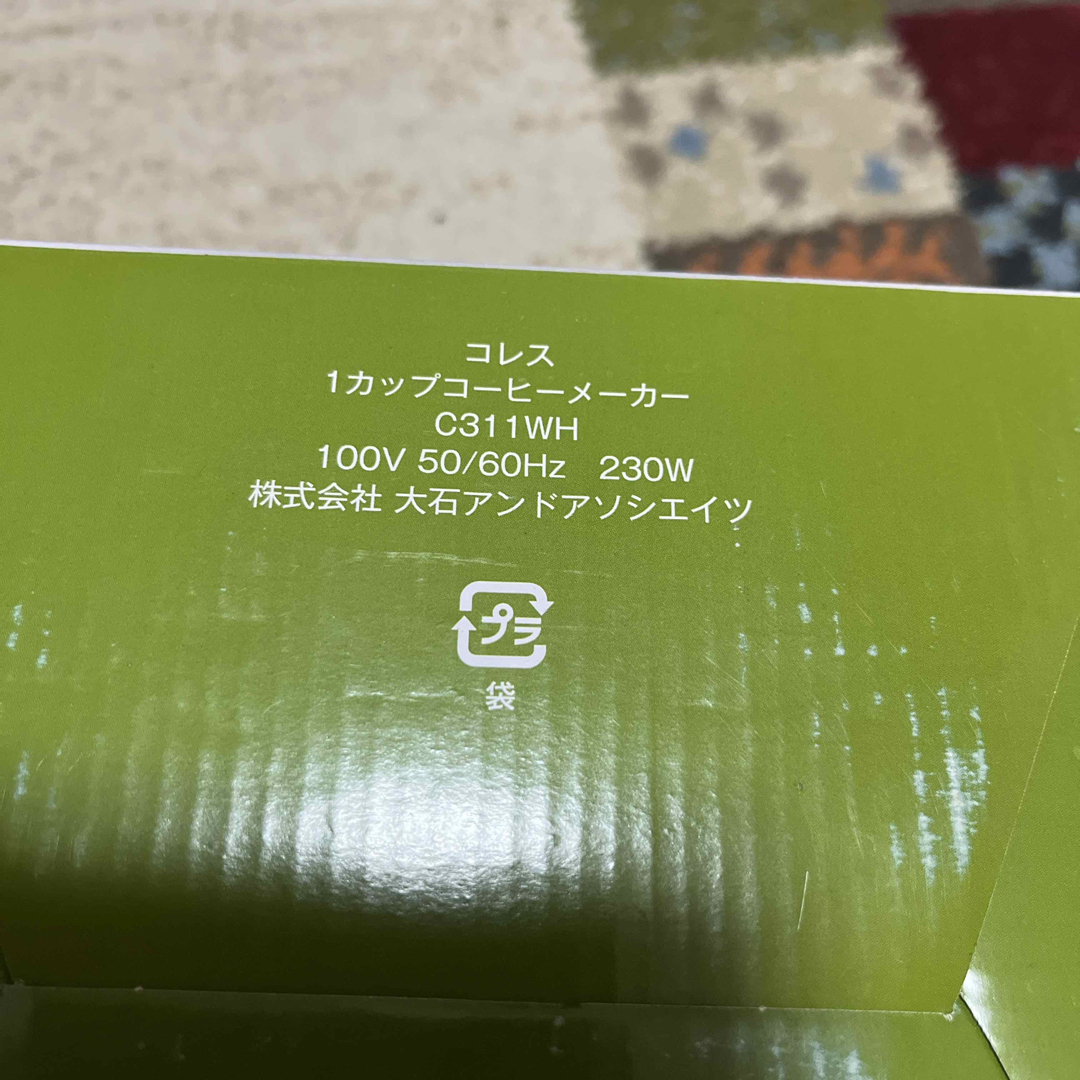 コレス
1カップコーヒーメーカー
C311WH
100V 50/60Hz 230W
株式会社 大石アンドアソシエイツ
プラ
袋